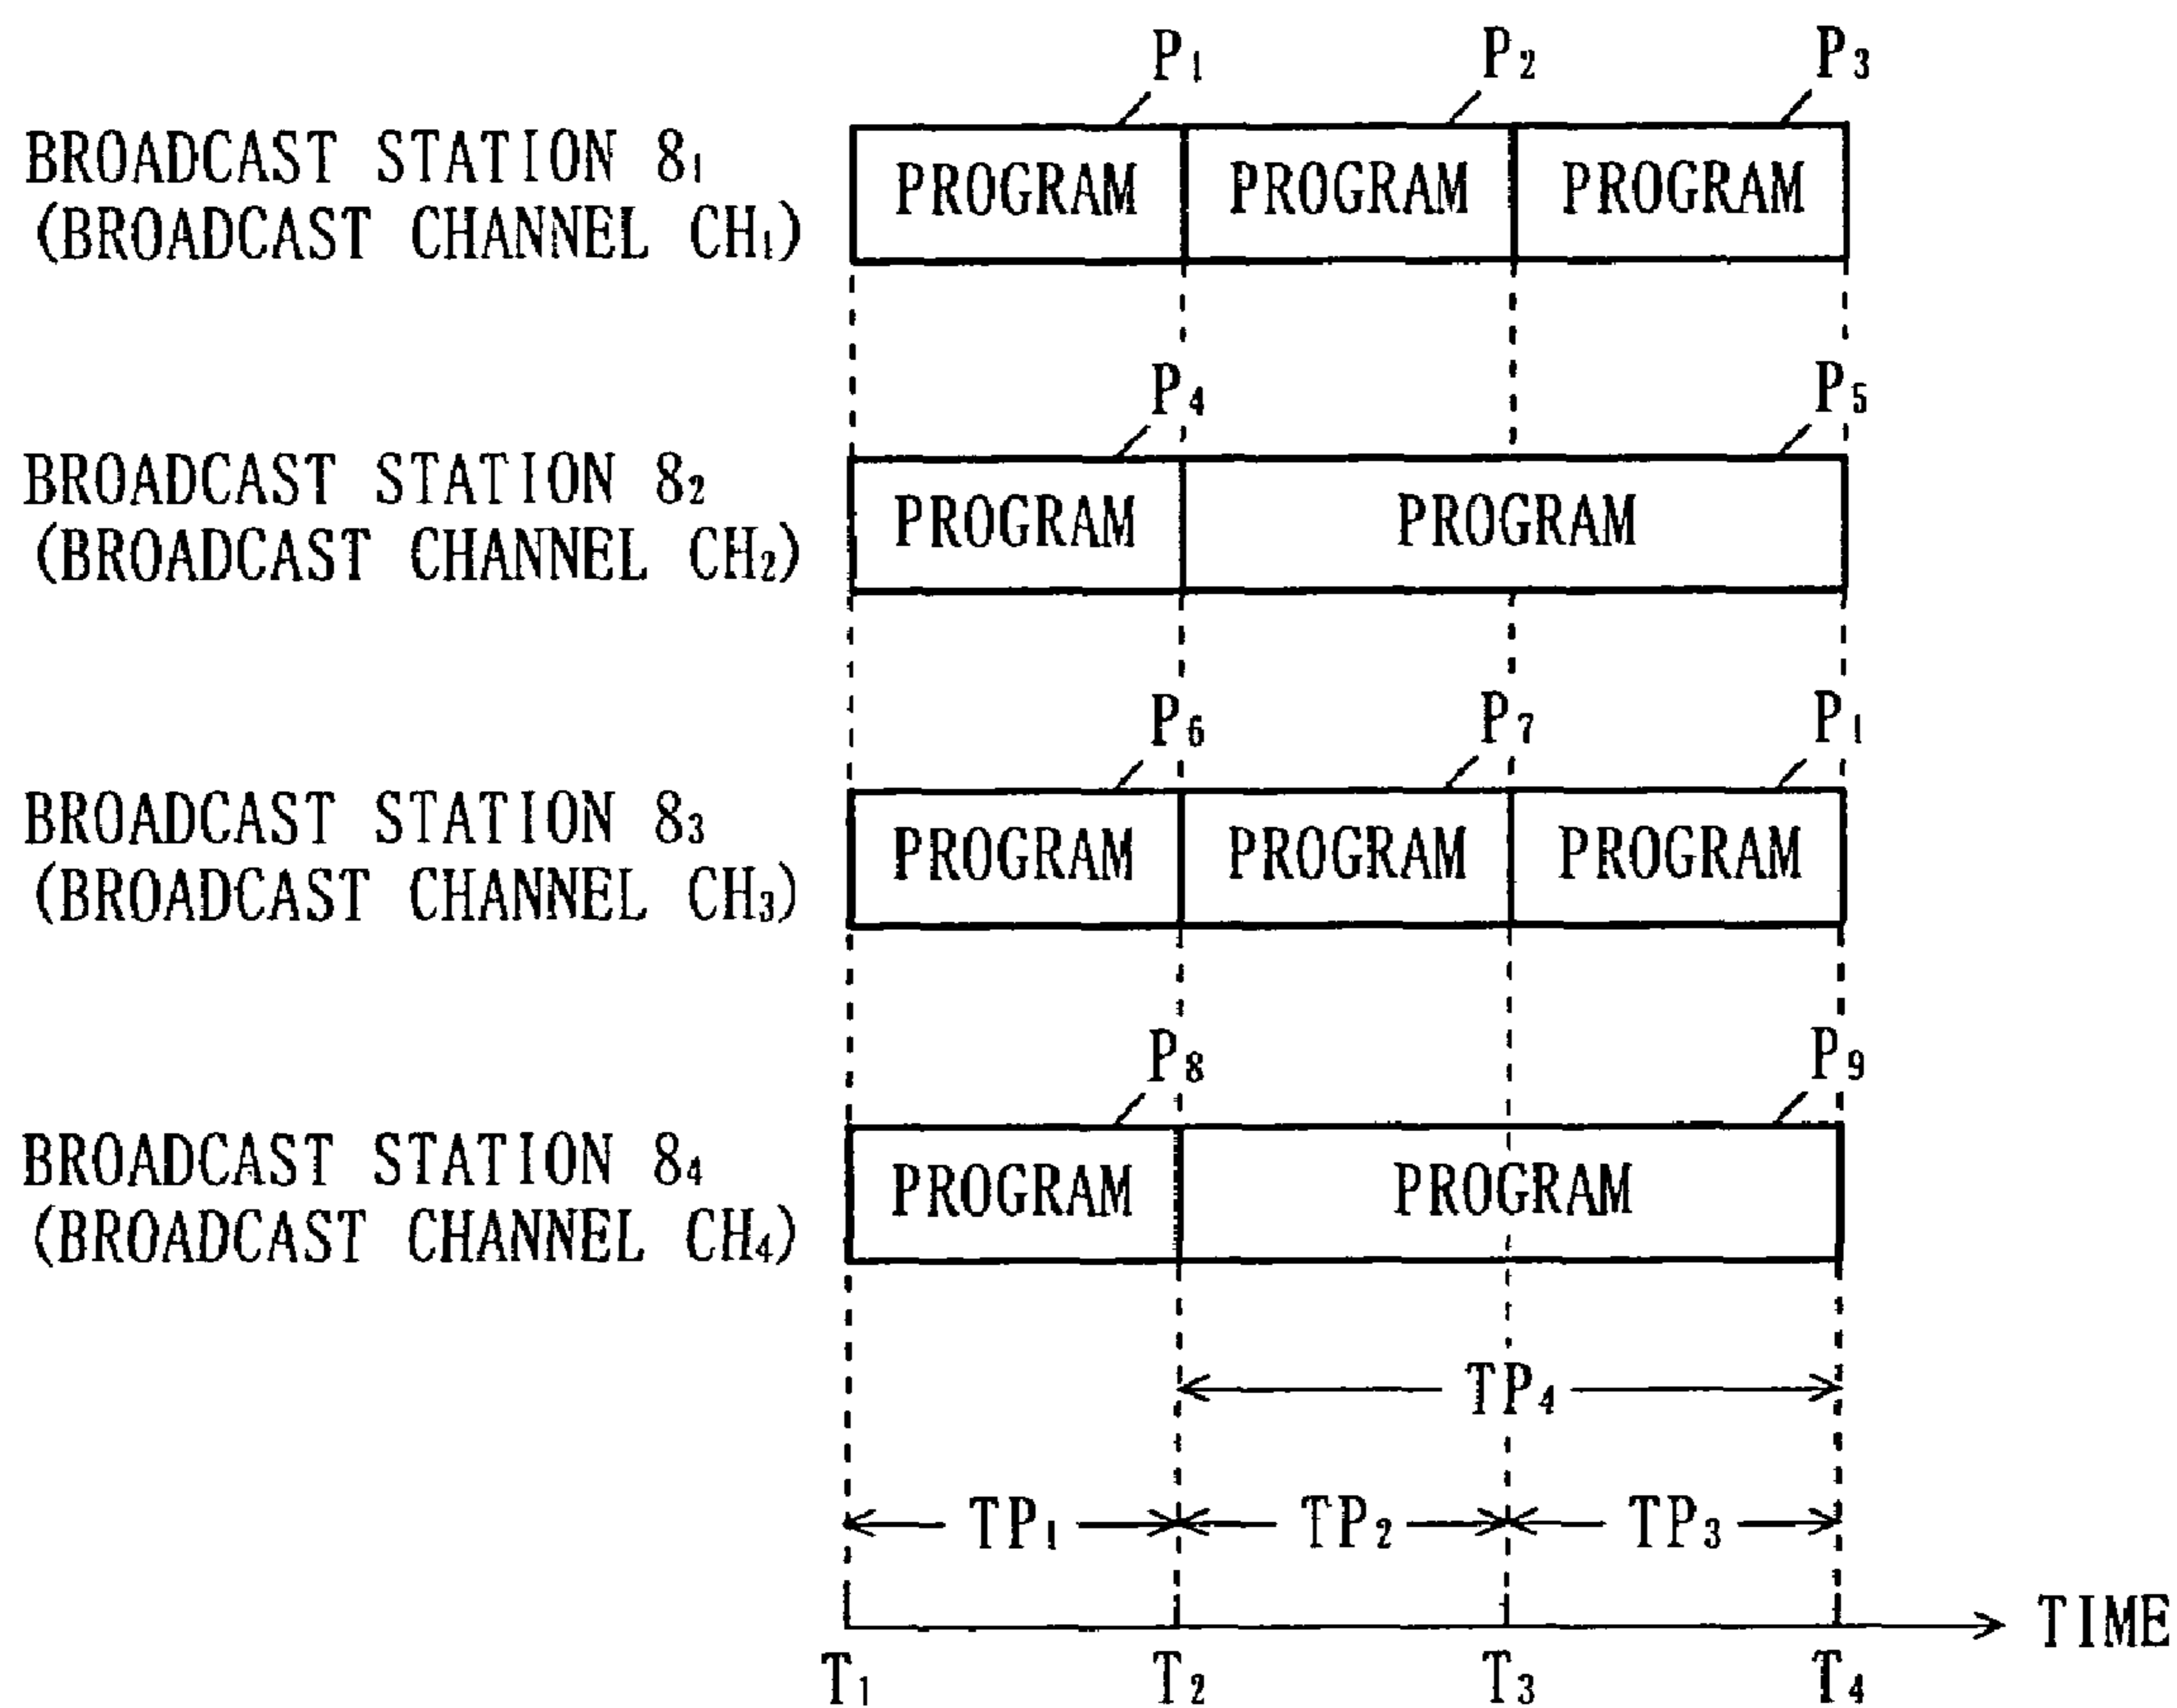 P₁ P₂ P₃
BROADCAST STATION 8₁
(BROADCAST CHANNEL CH₁)
PROGRAM PROGRAM PROGRAM
P₄ P₅
BROADCAST STATION 8₂
(BROADCAST CHANNEL CH₂)
PROGRAM PROGRAM
P₆ P₇ P₁
BROADCAST STATION 8₃
(BROADCAST CHANNEL CH₃)
PROGRAM PROGRAM PROGRAM
P₈ P₉
BROADCAST STATION 8₄
(BROADCAST CHANNEL CH₄)
PROGRAM PROGRAM
TP₄
TP₁ TP₂ TP₃
TIME
T₁ T₂ T₃ T₄